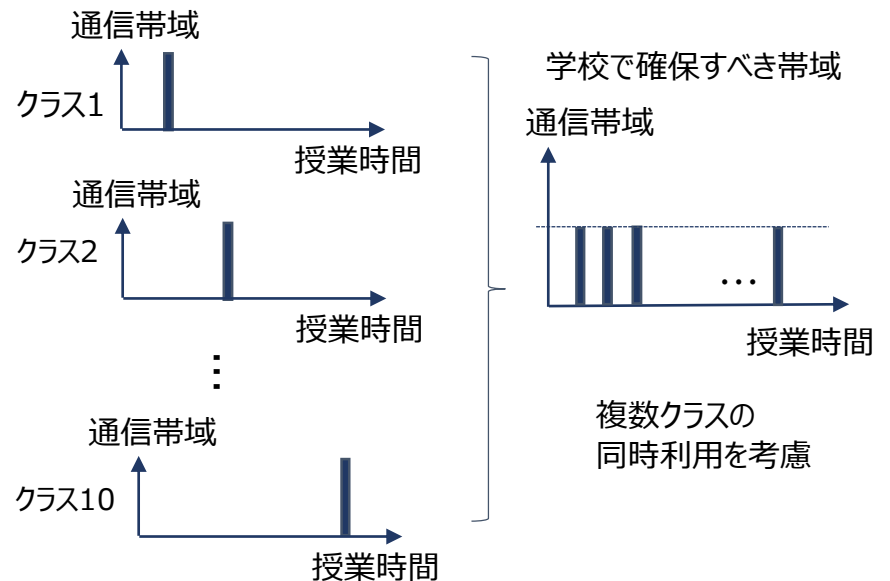 通信帯域
クラス1
授業時間
通信帯域
クラス2
授業時間
⋮
通信帯域
クラス10
授業時間
学校で確保すべき帯域
通信帯域
…
授業時間
複数クラスの
同時利用を考慮